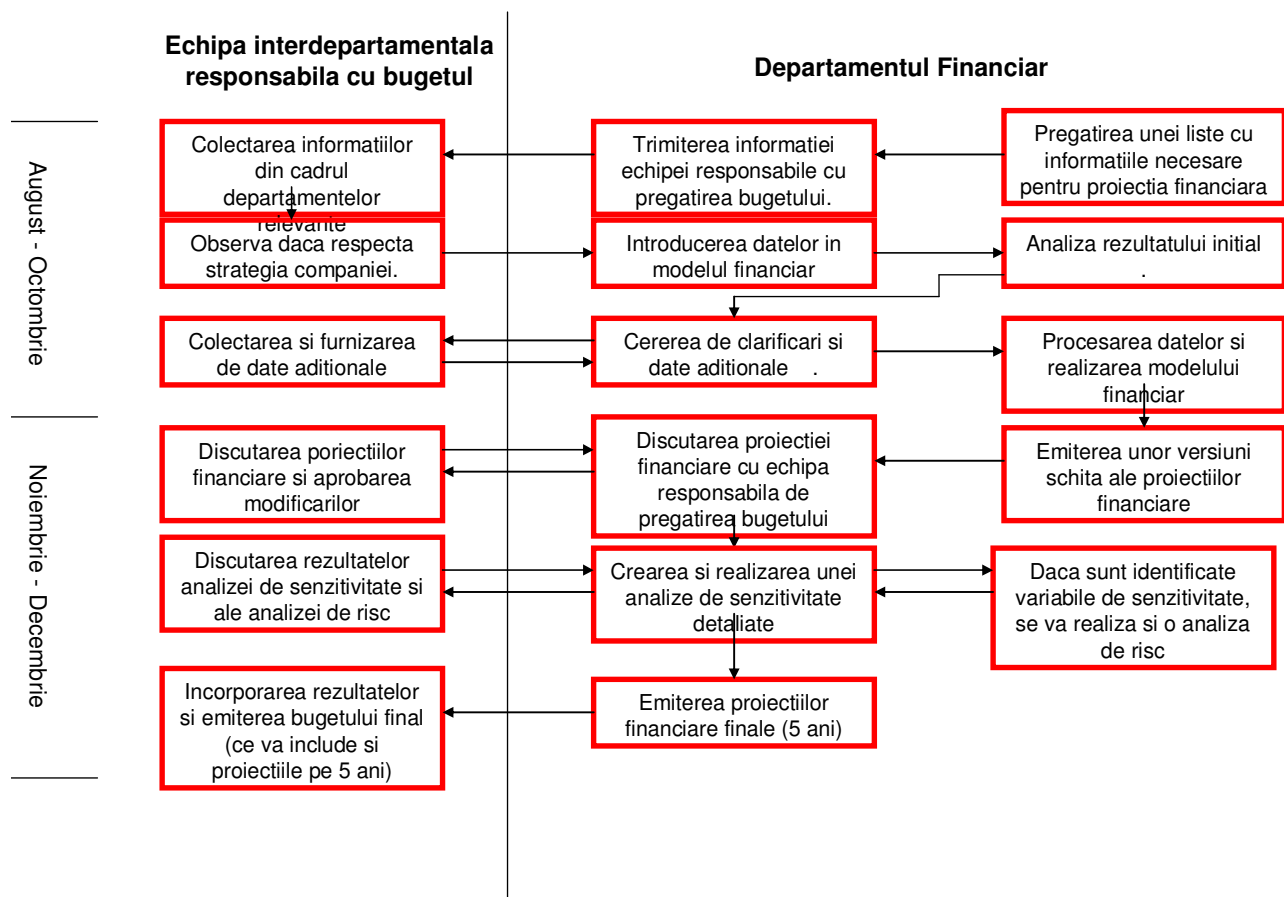 Echipa interdepartamentala
responsabila cu bugetul
Departamentul Financiar
August - Octombrie
Colectarea informatiilor
din cadrul
departamentelor
relevante
Trimiterea informatiei
echipei responsabile cu
pregatirea bugetului.
Pregatirea unei liste cu
informatiile necesare
pentru proiectia financiara
Observa daca respecta
strategia companiei.
Introducerea datelor in
modelul financiar
Analiza rezultatului initial
.
Colectarea si furnizarea
de date aditionale
Cererea de clarificari si
date aditionale .
Procesarea datelor si
realizarea modelului
financiar
Noiembrie - Decembrie
Discutarea poriectiilor
financiare si aprobarea
modificarilor
Discutarea proiectiei
financiare cu echipa
responsabila de
pregatirea bugetului
Emiterea unor versiuni
schita ale proiectiilor
financiare
Discutarea rezultatelor
analizei de senzitivitate si
ale analizei de risc
Crearea si realizarea unei
analize de senzitivitate
detaliate
Daca sunt identificate
variabile de senzitivitate,
se va realiza si o analiza
de risc
Incorporarea rezultatelor
si emiterea bugetului final
(ce va include si
proiectiile pe 5 ani)
Emiterea proiectiilor
financiare finale (5 ani)